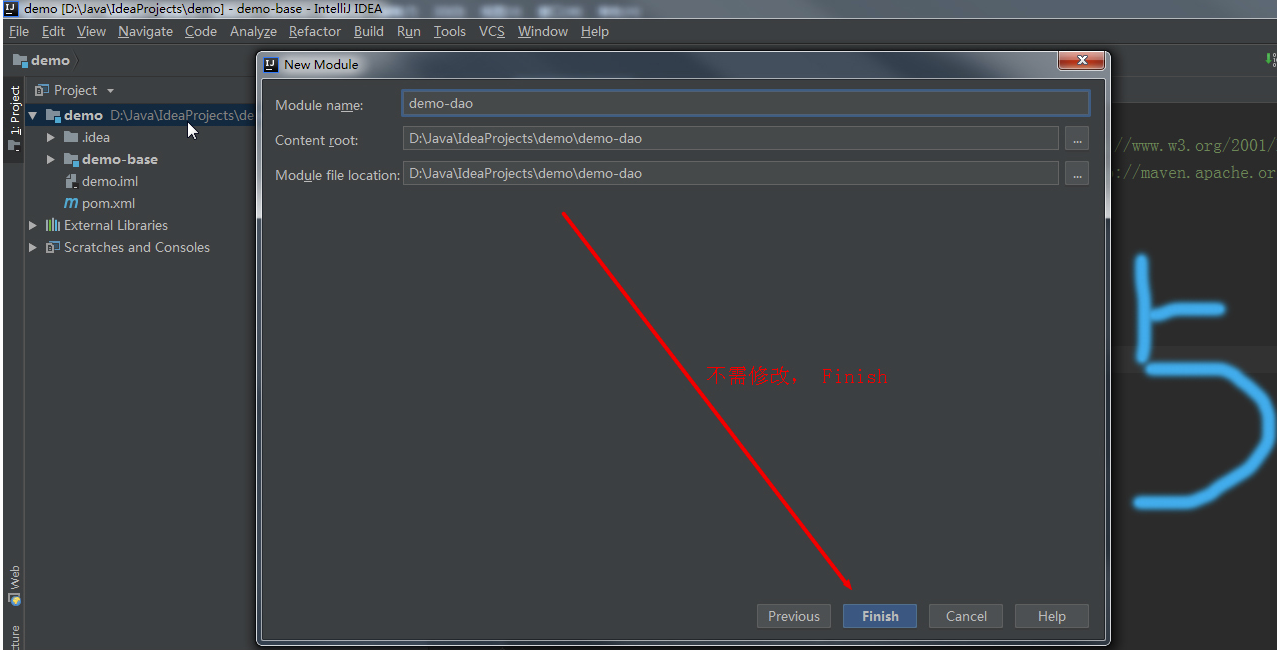 demo [D:\Java\IdeaProjects\demo] - demo-base - IntelliJ IDEA
File Edit View Navigate Code Analyze Refactor Build Run Tools VCS Window Help
demo
New Module
1: Project
Project
demo D:\Java\IdeaProjects\de
.idea
demo-base
demo.iml
pom.xml
External Libraries
Scratches and Consoles
Module name: demo-dao
Content root: D:\Java\IdeaProjects\demo\demo-dao ...
Module file location: D:\Java\IdeaProjects\demo\demo-dao ...
//www.w3.org/2001/
://maven.apache.or
不需修改， Finish
5
Web
cture
Previous Finish Cancel Help